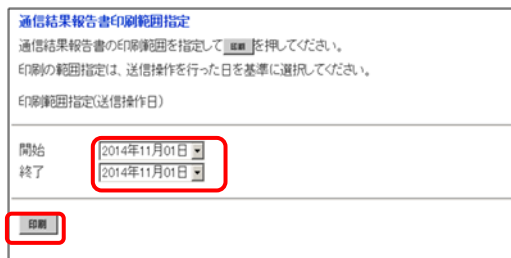 通信結果報告書印刷範囲指定
通信結果報告書の印刷範囲を指定して 印刷 を押してください。
印刷の範囲指定は、送信操作を行った日を基準に選択してください。
印刷範囲指定(送信操作日)
開始 2014年11月01日
終了 2014年11月01日
印刷